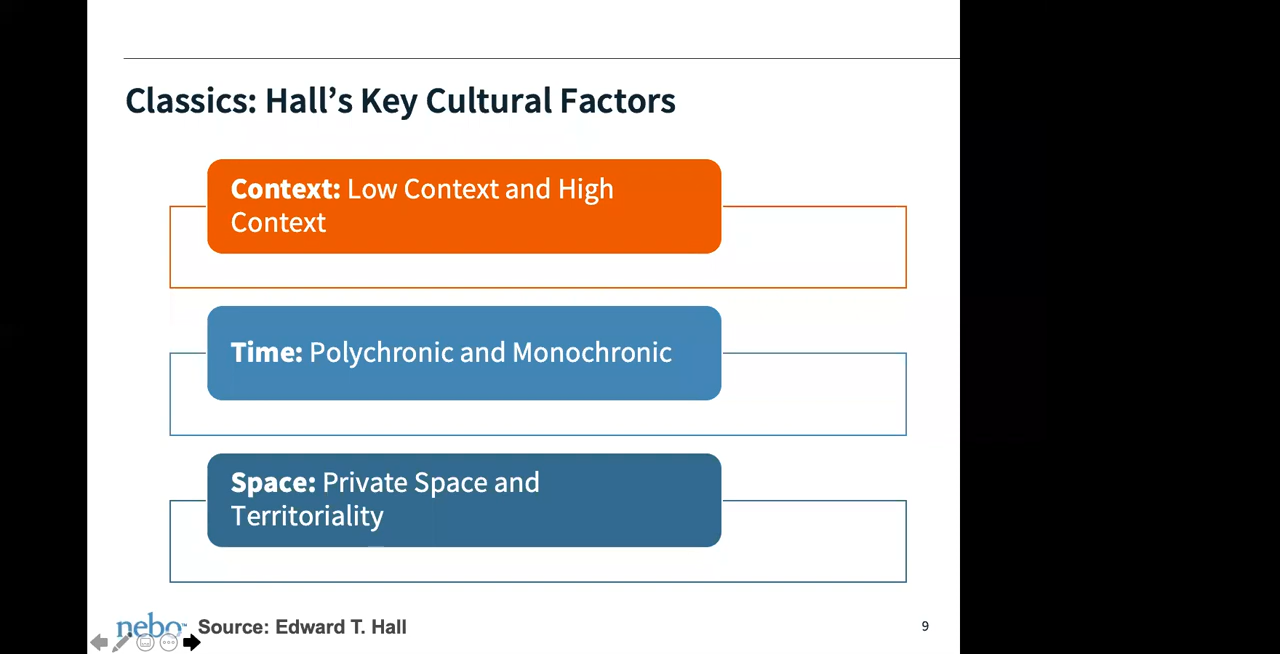 Classics: Hall’s Key Cultural Factors
Context: Low Context and High
Context
Time: Polychronic and Monochronic
Space: Private Space and
Territoriality
nebo™ Source: Edward T. Hall
9